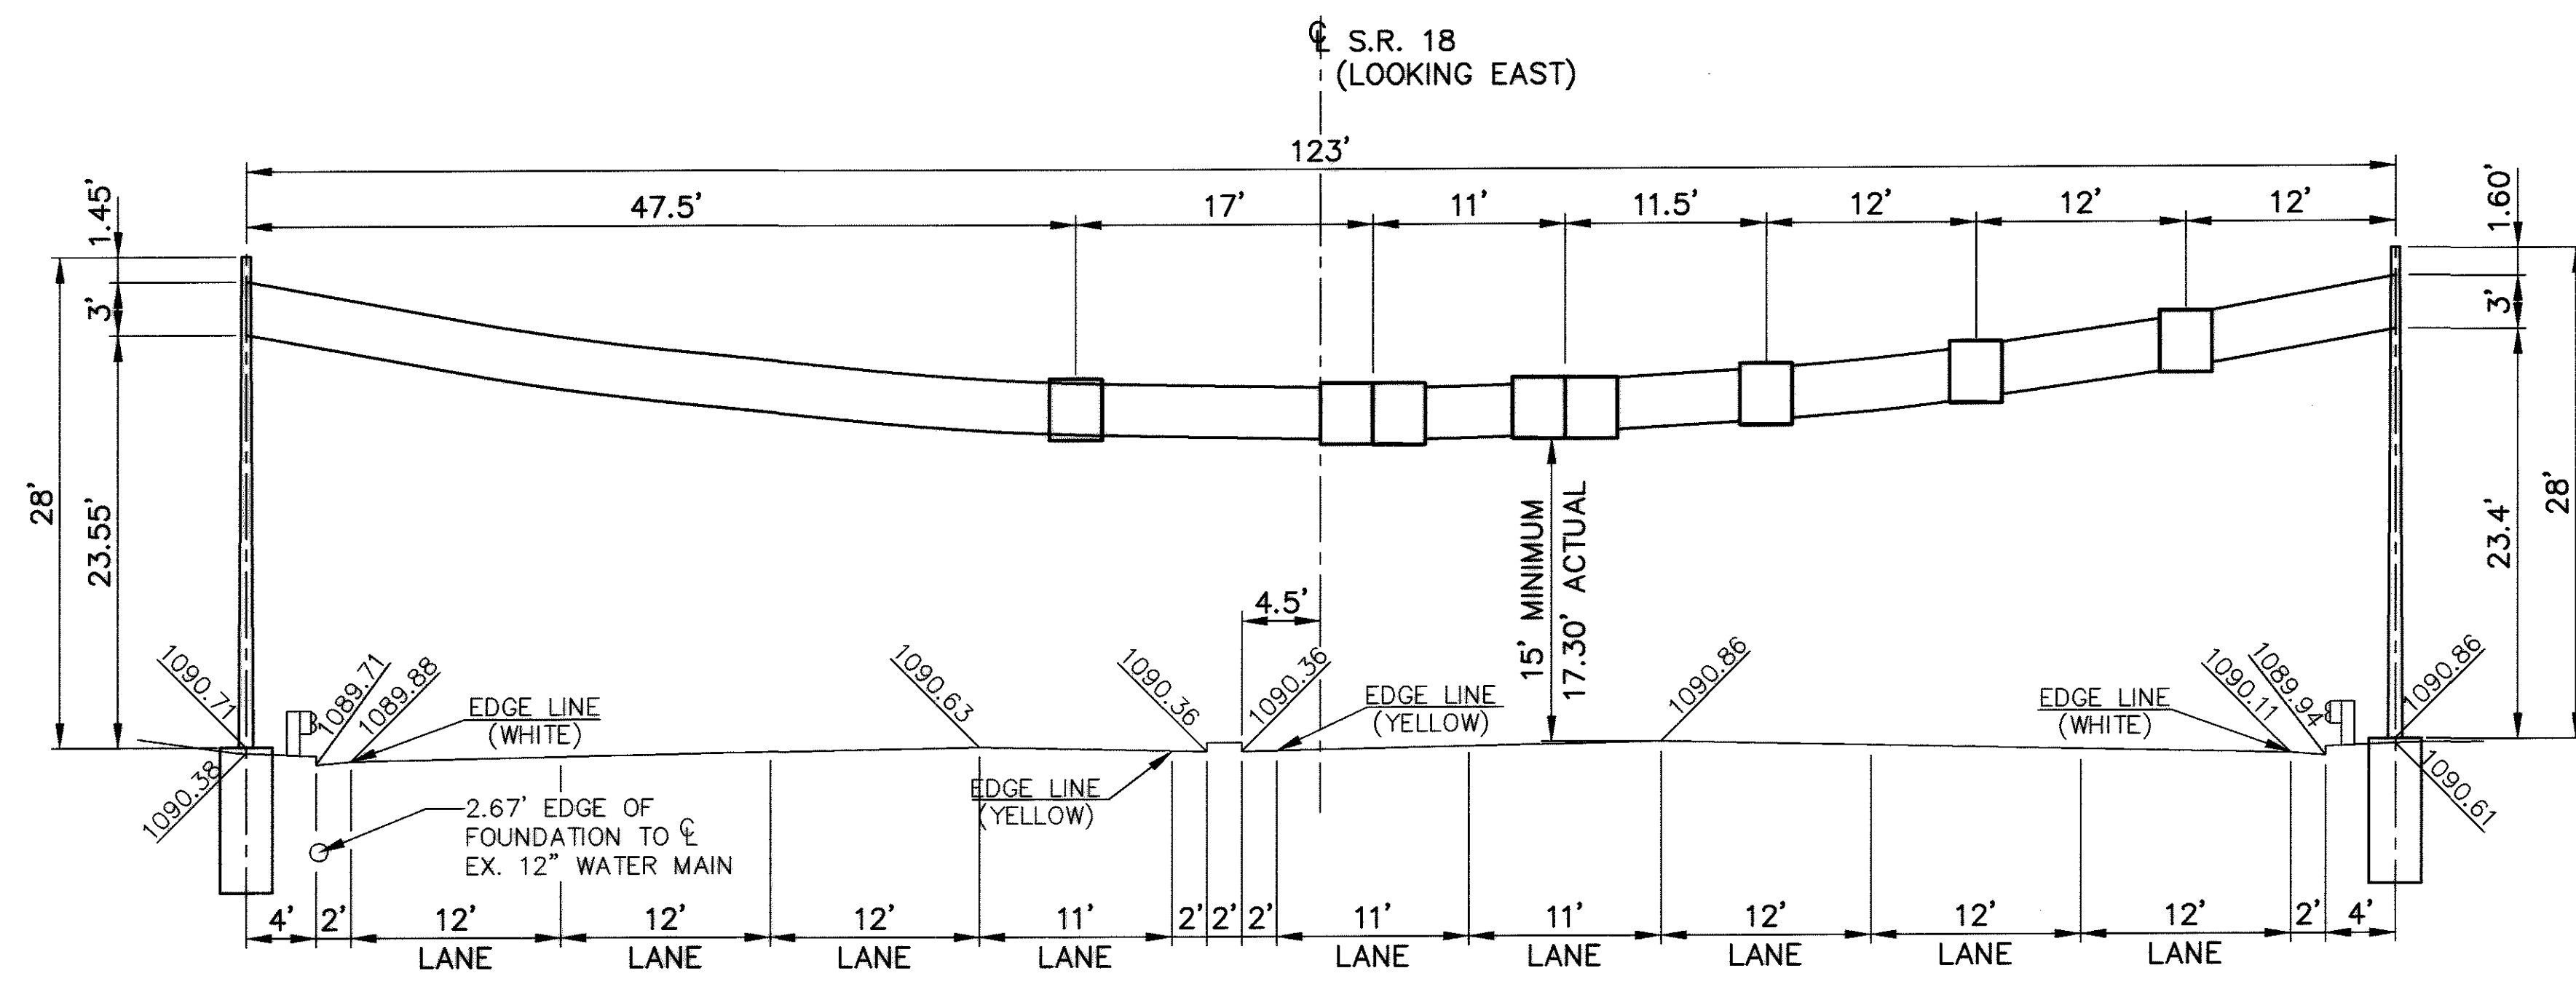 ℄ S.R. 18
(LOOKING EAST)
123'
47.5'
17'
11'
11.5'
12'
12'
12'
1.45'
3'
28'
23.55'
1.60'
3'
23.4'
28'
4.5'
15' MINIMUM
17.30' ACTUAL
1090.71
1089.71
1089.88
1090.63
1090.36
1090.36
1090.86
1090.11
1089.94
1090.86
1090.38
1090.61
EDGE LINE
(WHITE)
EDGE LINE
(YELLOW)
EDGE LINE
(YELLOW)
EDGE LINE
(WHITE)
2.67' EDGE OF
FOUNDATION TO ℄
EX. 12" WATER MAIN
4'
2'
12'
LANE
12'
LANE
12'
LANE
11'
LANE
2'
2'
2'
11'
LANE
11'
LANE
12'
LANE
12'
LANE
12'
LANE
2'
4'